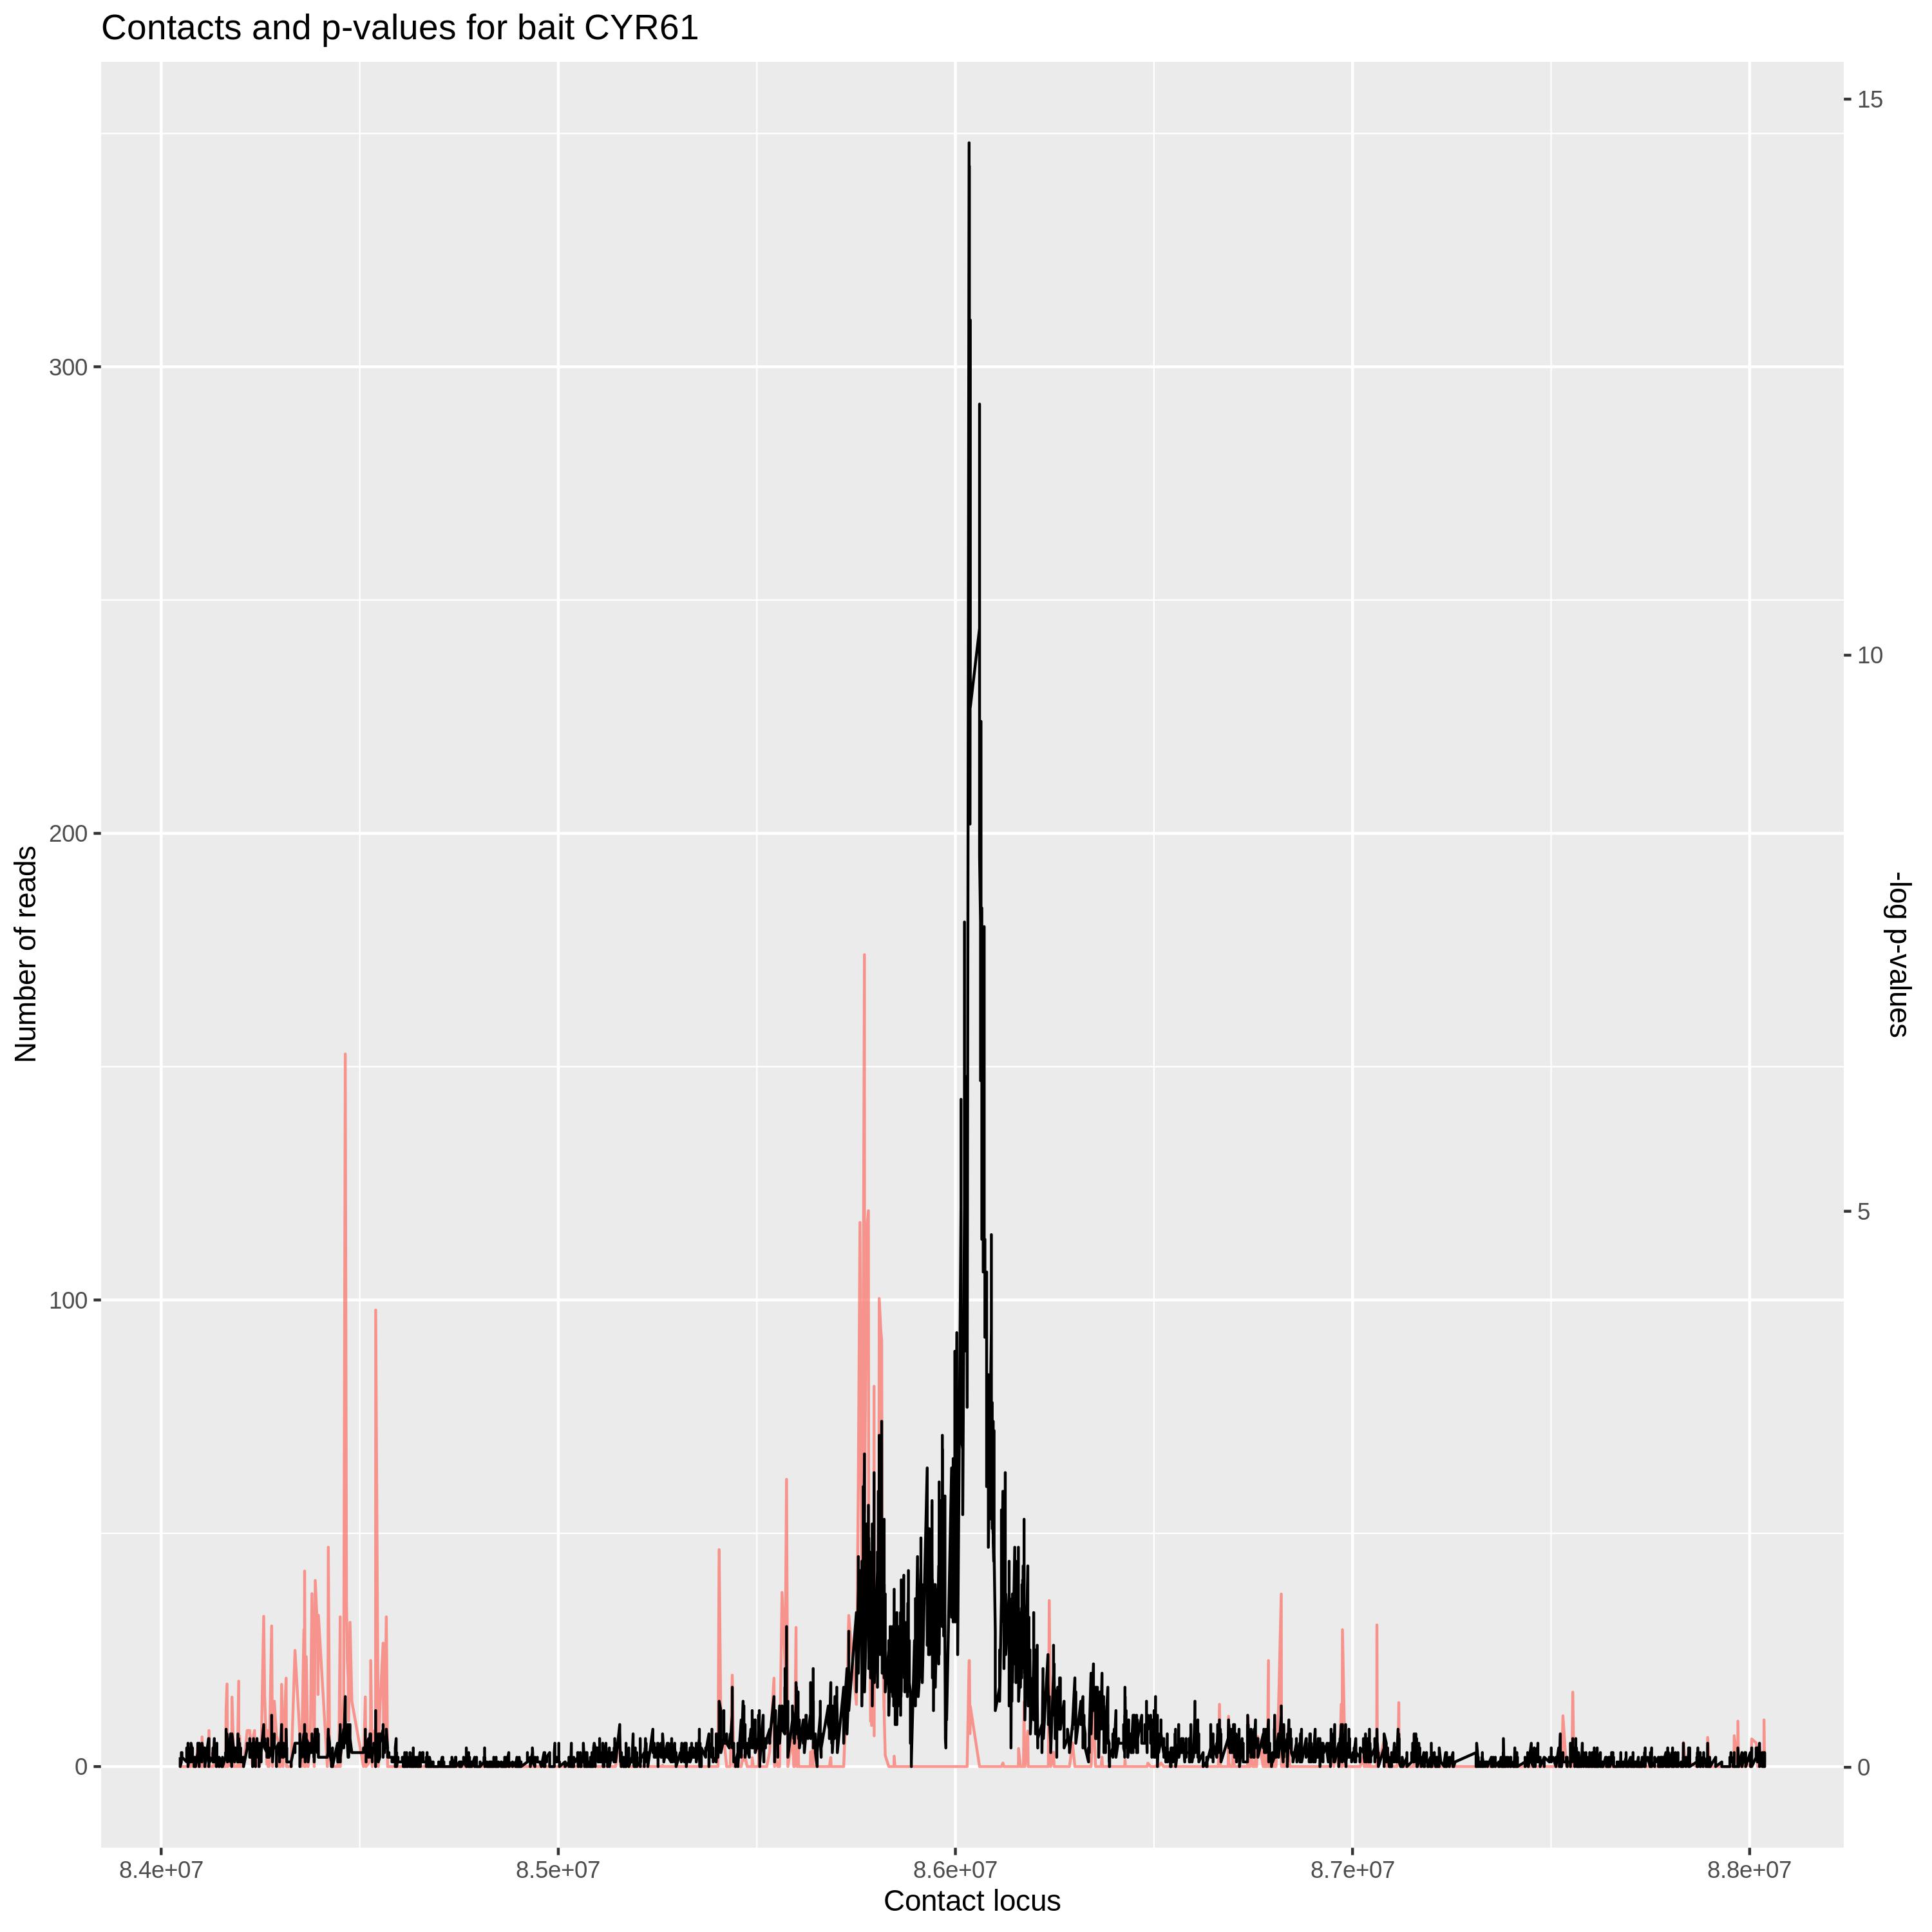 Contacts and p-values for bait CYR61
15
300
10
200
Number of reads
-log p-values
5
100
0
0
8.4e+07
8.5e+07
8.6e+07
8.7e+07
8.8e+07
Contact locus